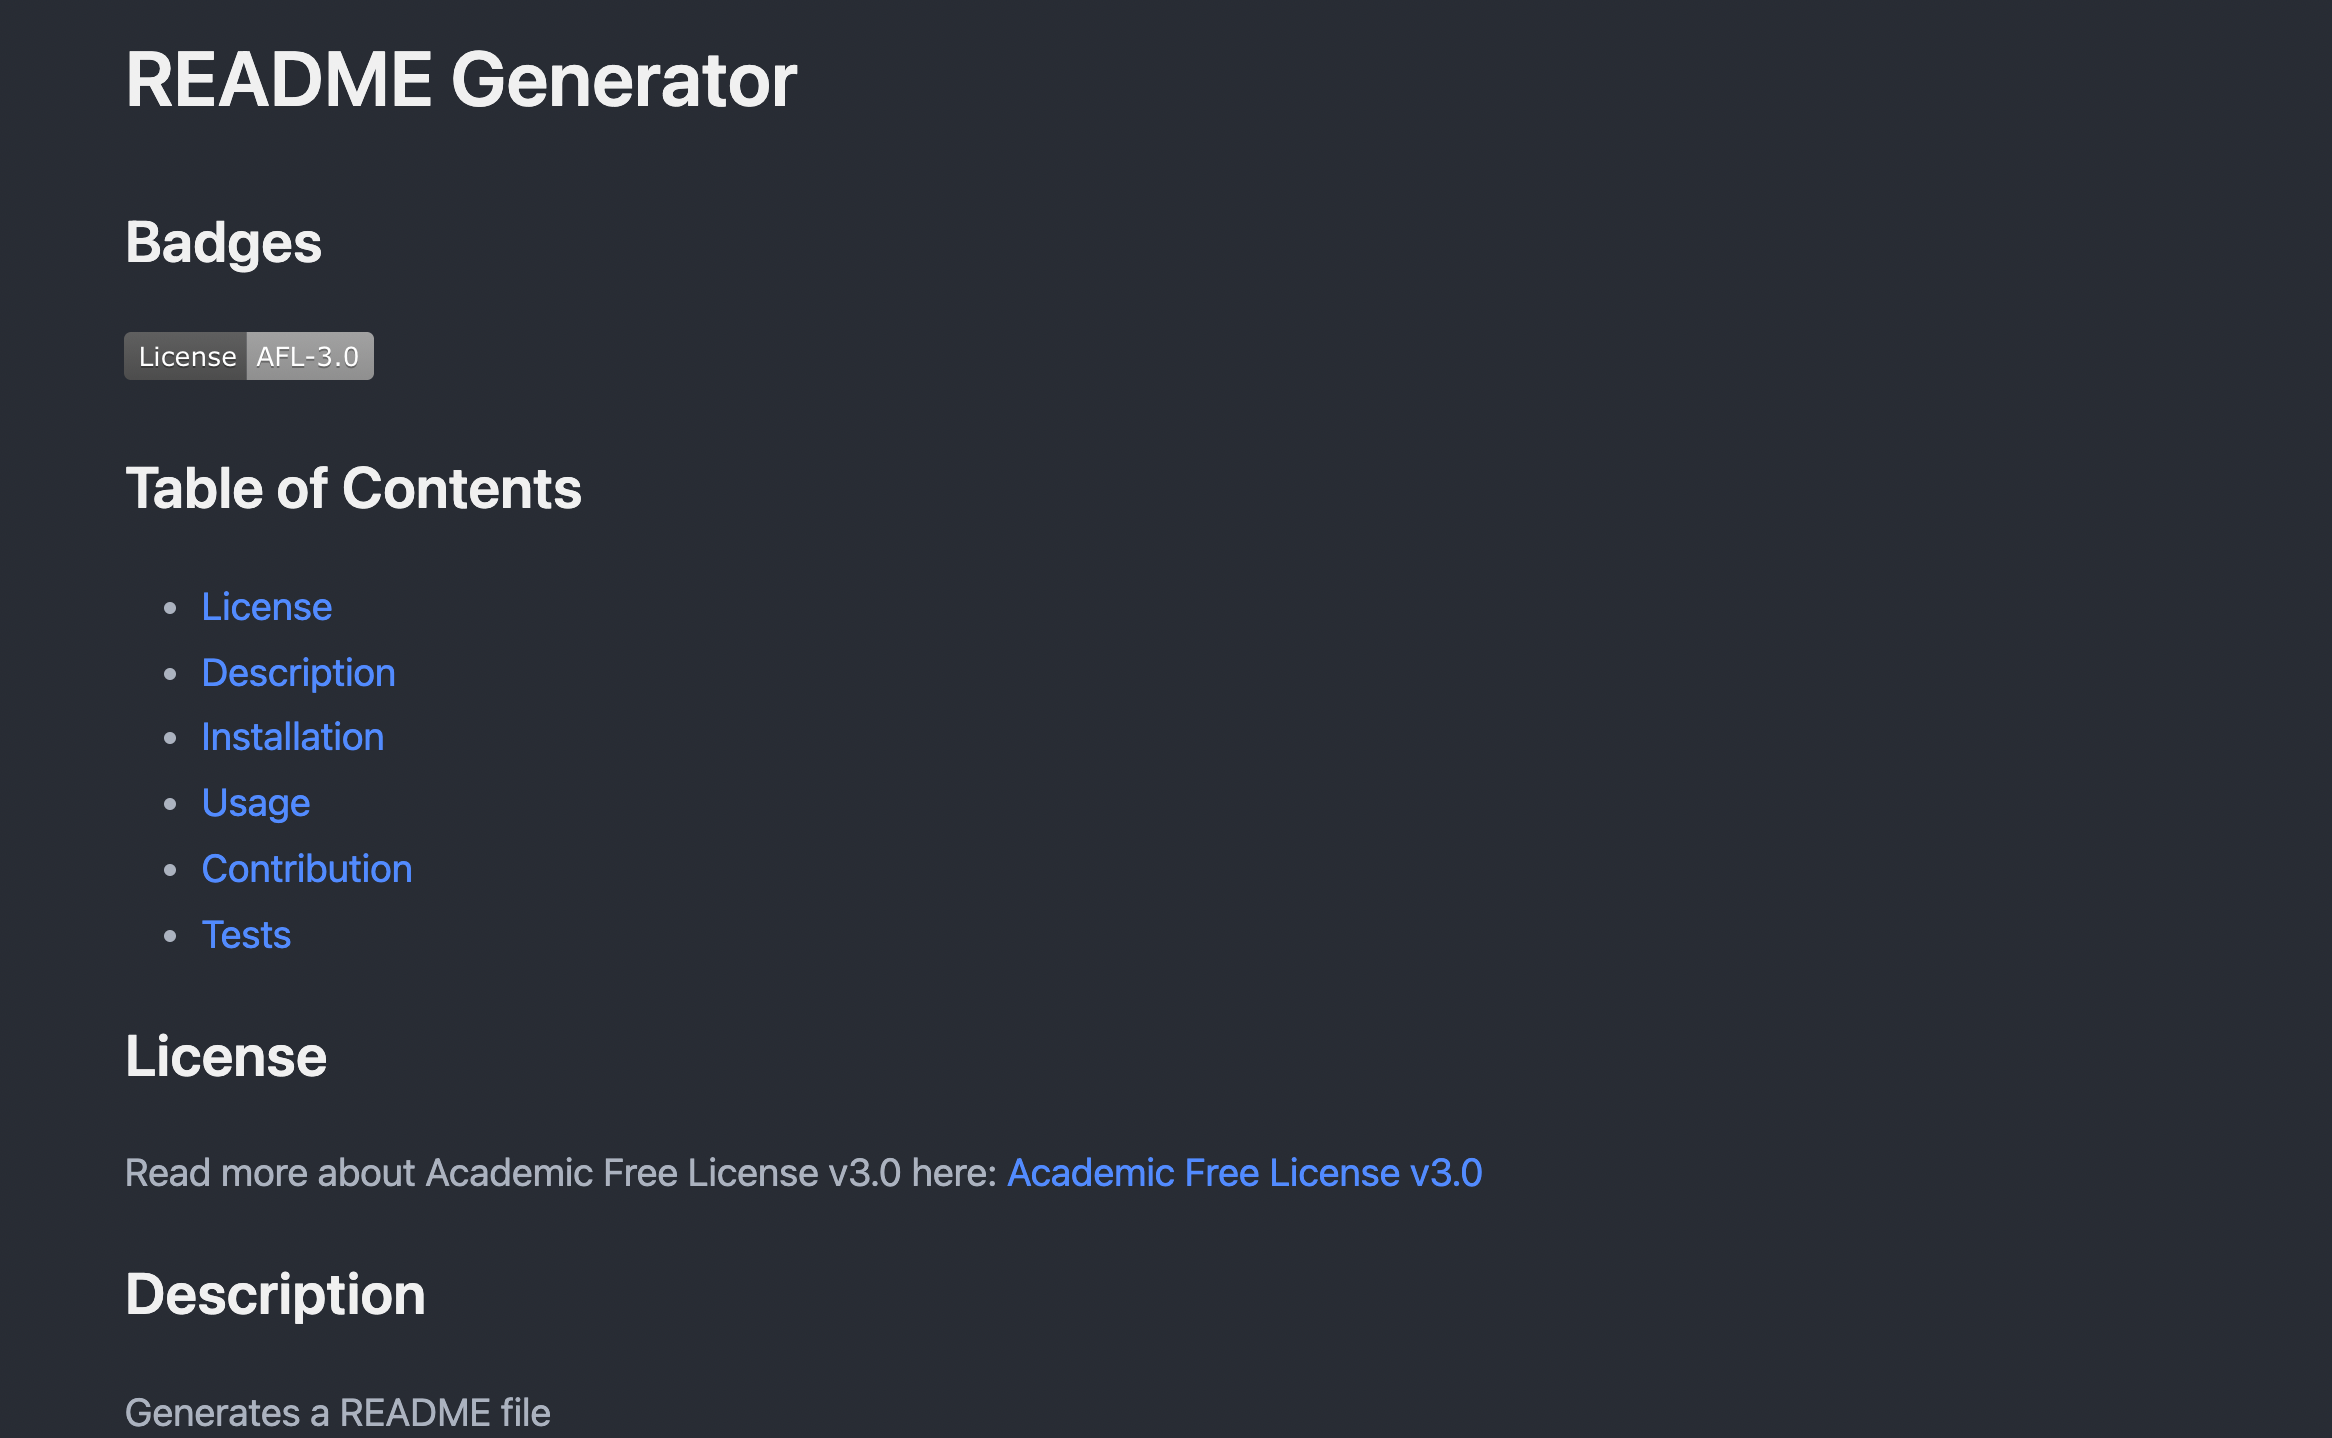 README Generator
Badges
License AFL-3.0
Table of Contents
License
Description
Installation
Usage
Contribution
Tests
License
Read more about Academic Free License v3.0 here: Academic Free License v3.0
Description
Generates a README file